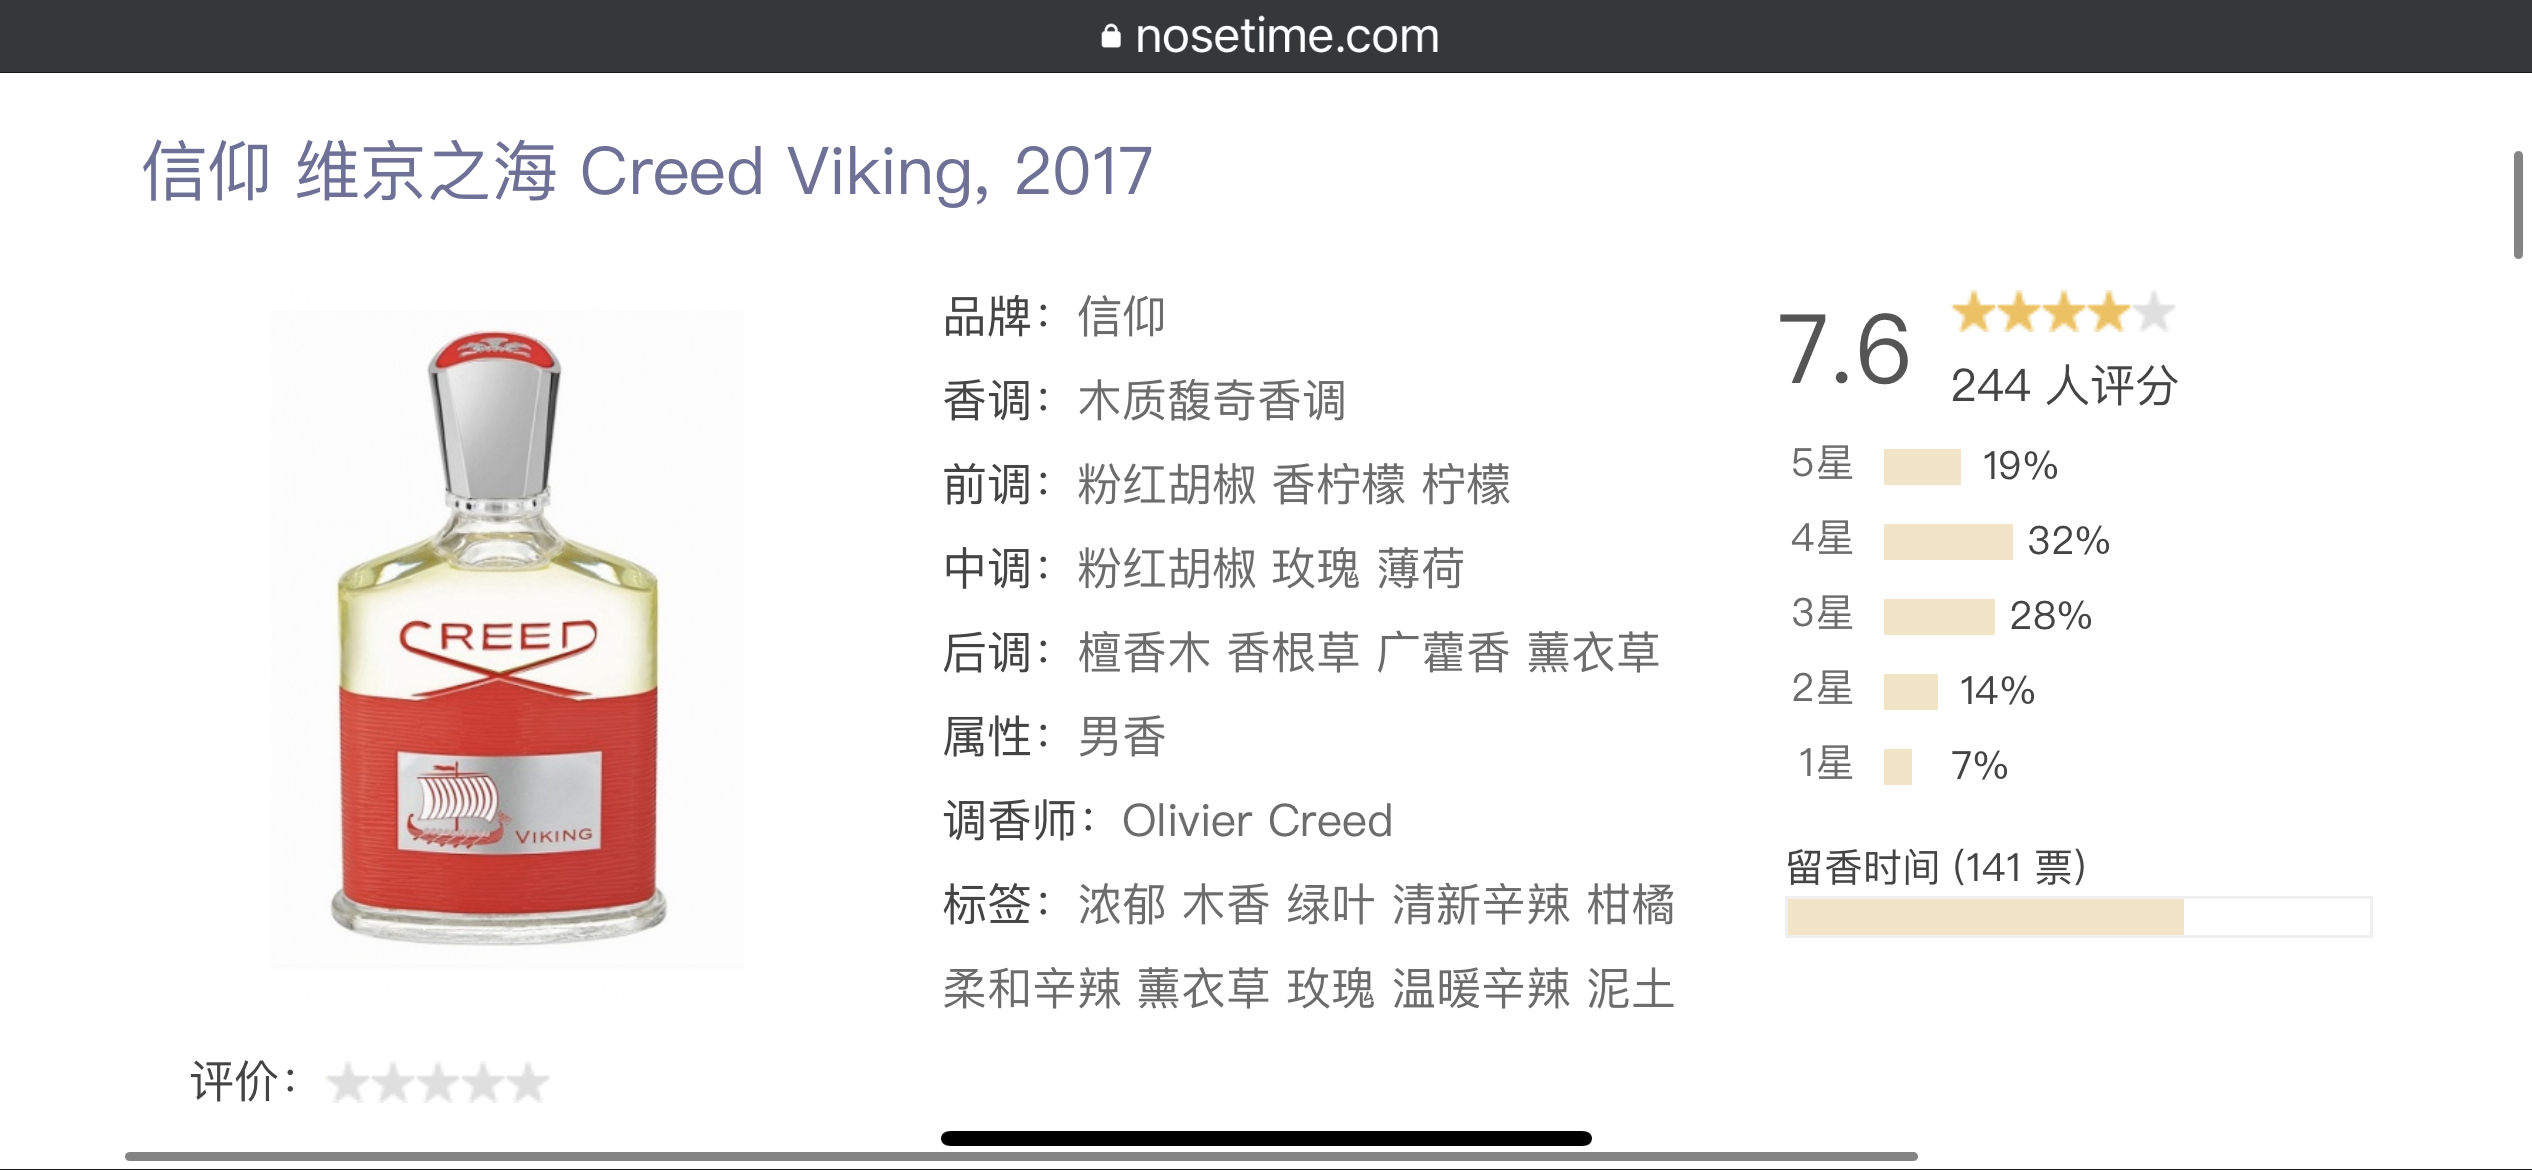 nosetime.com
信仰 维京之海 Creed Viking, 2017
CREED
VIKING
品牌：信仰
香调：木质馥奇香调
前调：粉红胡椒 香柠檬 柠檬
中调：粉红胡椒 玫瑰 薄荷
后调：檀香木 香根草 广藿香 薰衣草
属性：男香
调香师：Olivier Creed
标签：浓郁 木香 绿叶 清新辛辣 柑橘
柔和辛辣 薰衣草 玫瑰 温暖辛辣 泥土
7.6
244 人评分
5星 19%
4星 32%
3星 28%
2星 14%
1星 7%
留香时间 (141 票)
评价：